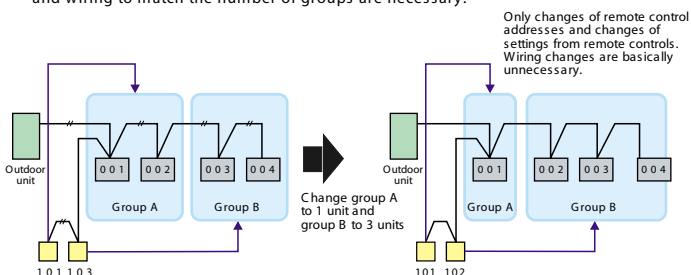 and wiring to match the number of groups are necessary.
Only changes of remote control
addresses and changes of
settings from remote controls.
Wiring changes are basically
unnecessary.
Outdoor
unit
001
002
003
004
Group A
Group B
101
103
Change group A
to 1 unit and
group B to 3 units
Outdoor
unit
001
002
003
004
Group A
Group B
101
102